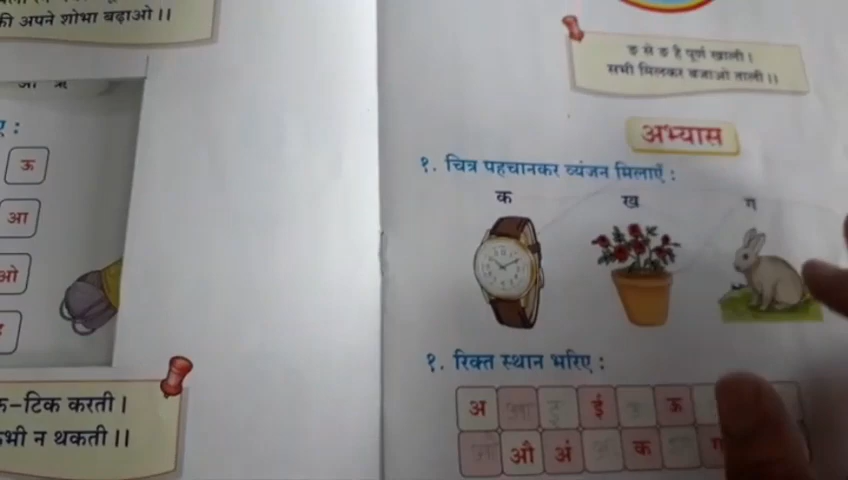 की अपने शोभा बढ़ाओ।।
ऊ
आ
ओ
टिक करती।
न थकती।।
ङ से ङ है पूर्ण खाली।
सभी मिलकर बजाओ ताली।।
अभ्यास
१. चित्र पहचानकर व्यंजन मिलाएँ :
क ख ग
१. रिक्त स्थान भरिए :
अ आ इ ई ऊ
औ अं क ग